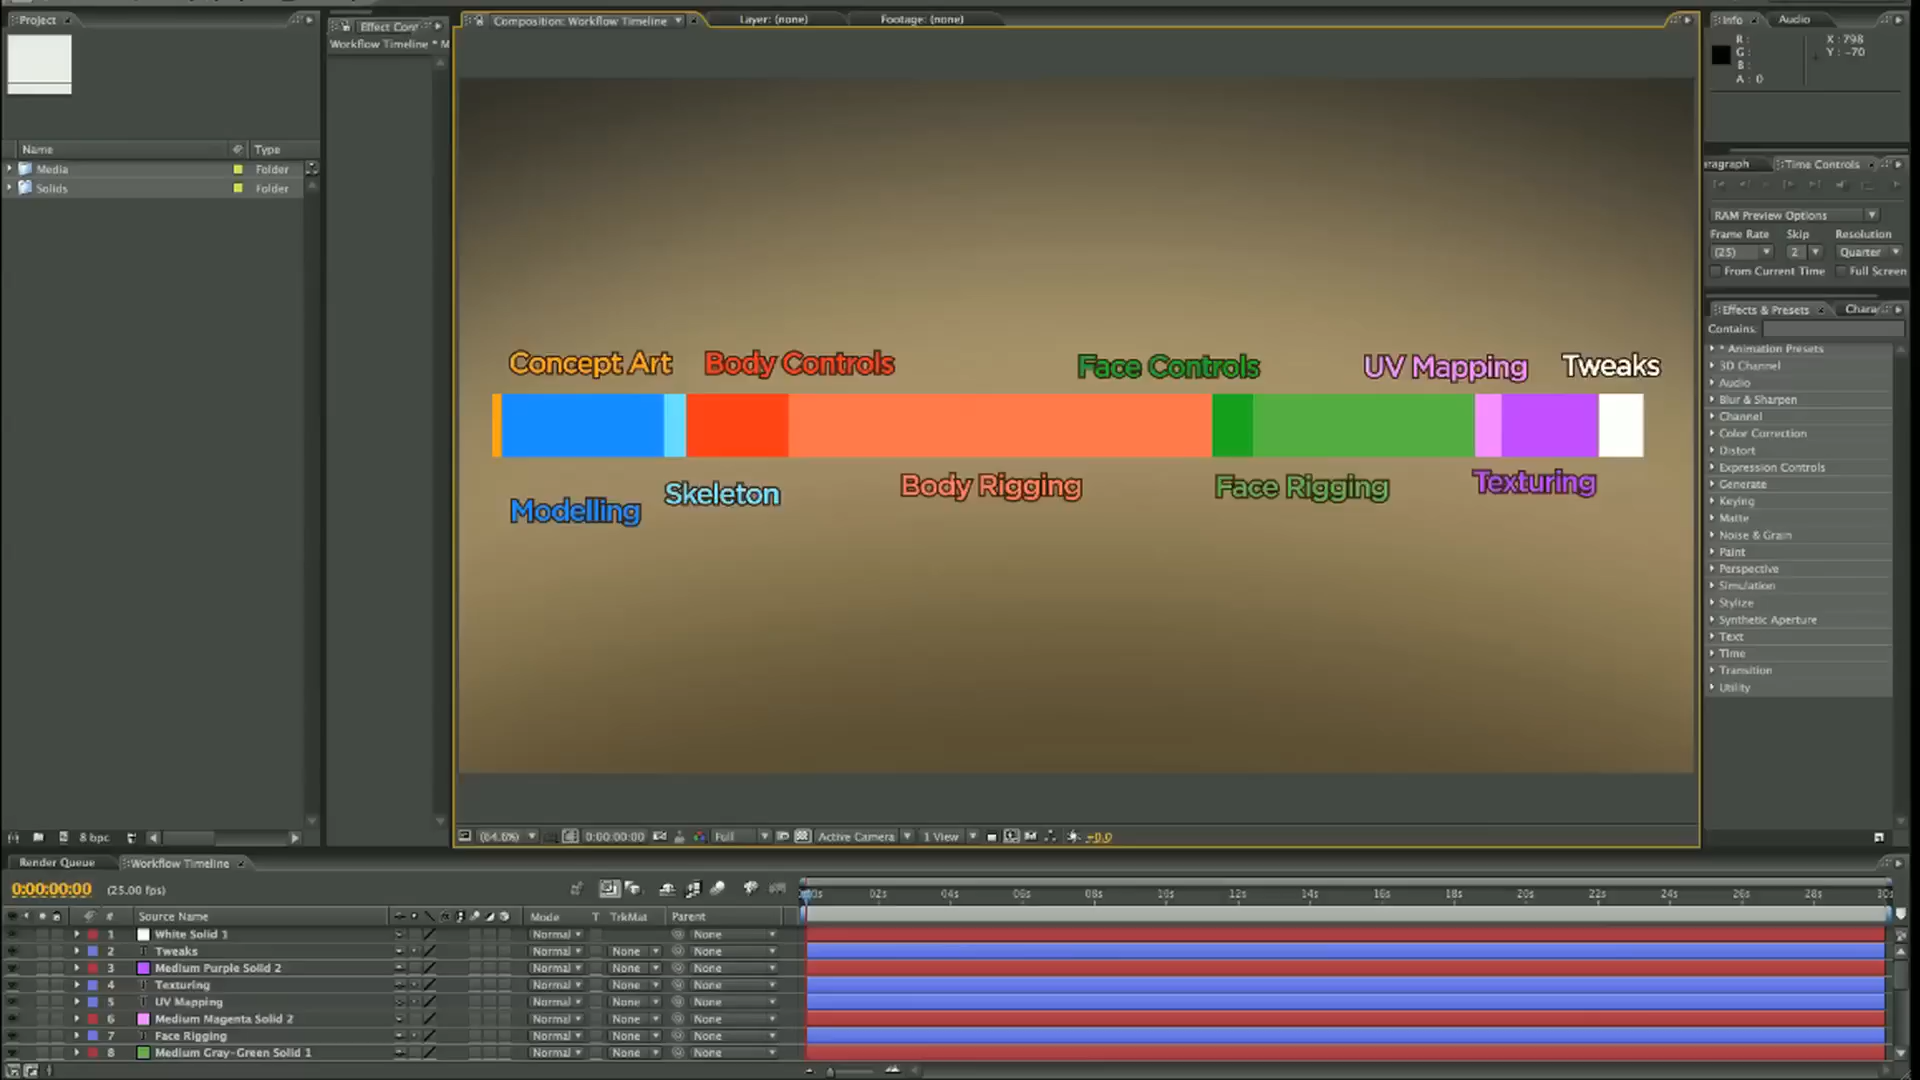 Project
Effect Con
Composition: Workflow Timeline
Layer: (none)
Footage: (none)
Info
Audio
Workflow Timeline * M
R :
G :
B :
A : 0
X : 798
Y : -70
Name
Type
Media
Folder
Solids
Folder
aragraph
Time Controls
RAM Preview Options
Frame Rate
Skip
Resolution
(25)
2
Quarter
From Current Time
Full Screen
Effects & Presets
Chara
Contains:
* Animation Presets
3D Channel
Audio
Blur & Sharpen
Channel
Color Correction
Distort
Expression Controls
Generate
Keying
Matte
Noise & Grain
Paint
Perspective
Simulation
Stylize
Synthetic Aperture
Text
Time
Transition
Utility
Concept Art
Body Controls
Face Controls
UV Mapping
Tweaks
Modelling
Skeleton
Body Rigging
Face Rigging
Texturing
8 bpc
(64.6%)
0:00:00:00
Full
Active Camera
1 View
+0.0
Render Queue
Workflow Timeline
0:00:00:00
(25.00 fps)
02s
04s
06s
08s
10s
12s
14s
16s
18s
20s
22s
24s
26s
28s
#
Source Name
Mode
T
TrkMat
Parent
1
White Solid 1
Normal
None
2
Tweaks
Normal
None
None
3
Medium Purple Solid 2
Normal
None
None
4
Texturing
Normal
None
None
5
UV Mapping
Normal
None
None
6
Medium Magenta Solid 2
Normal
None
None
7
Face Rigging
Normal
None
None
8
Medium Gray-Green Solid 1
Normal
None
None